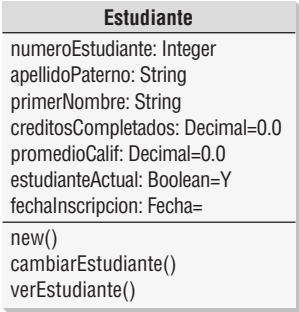 Estudiante
numeroEstudiante: Integer
apellidoPaterno: String
primerNombre: String
creditosCompletados: Decimal=0.0
promedioCalif: Decimal=0.0
estudianteActual: Boolean=Y
fechaInscripcion: Fecha=
new()
cambiarEstudiante()
verEstudiante()